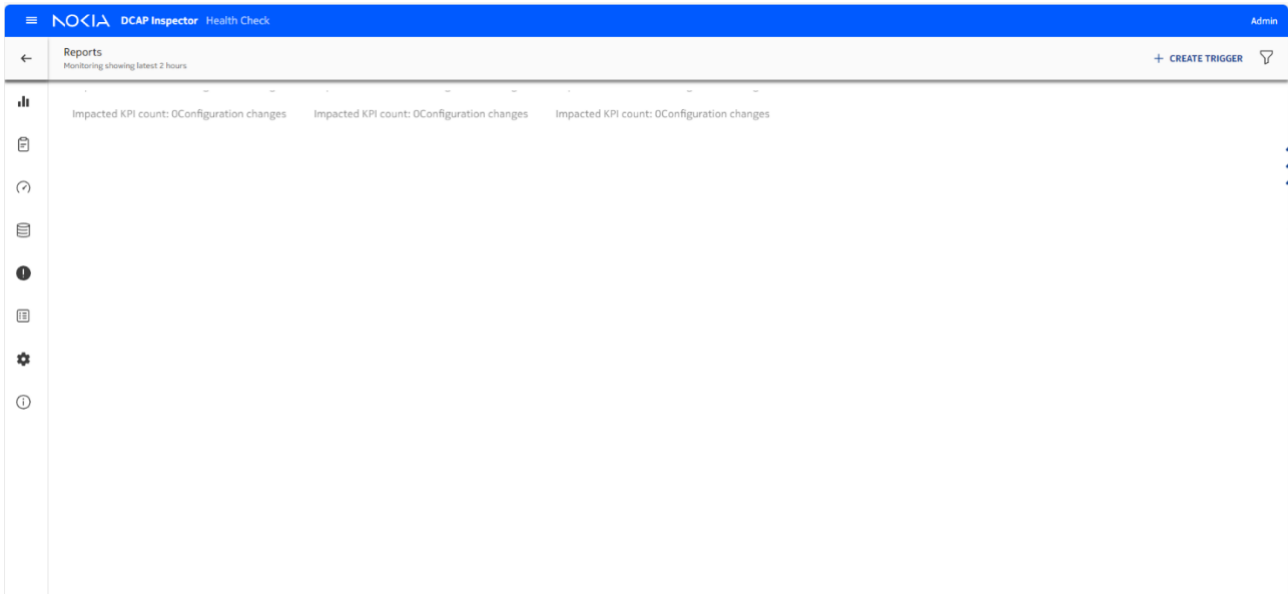 NOKIA DCAP Inspector Health Check Admin
Reports
Monitoring showing latest 2 hours
+ CREATE TRIGGER
Impacted KPI count: 0Configuration changes Impacted KPI count: 0Configuration changes Impacted KPI count: 0Configuration changes